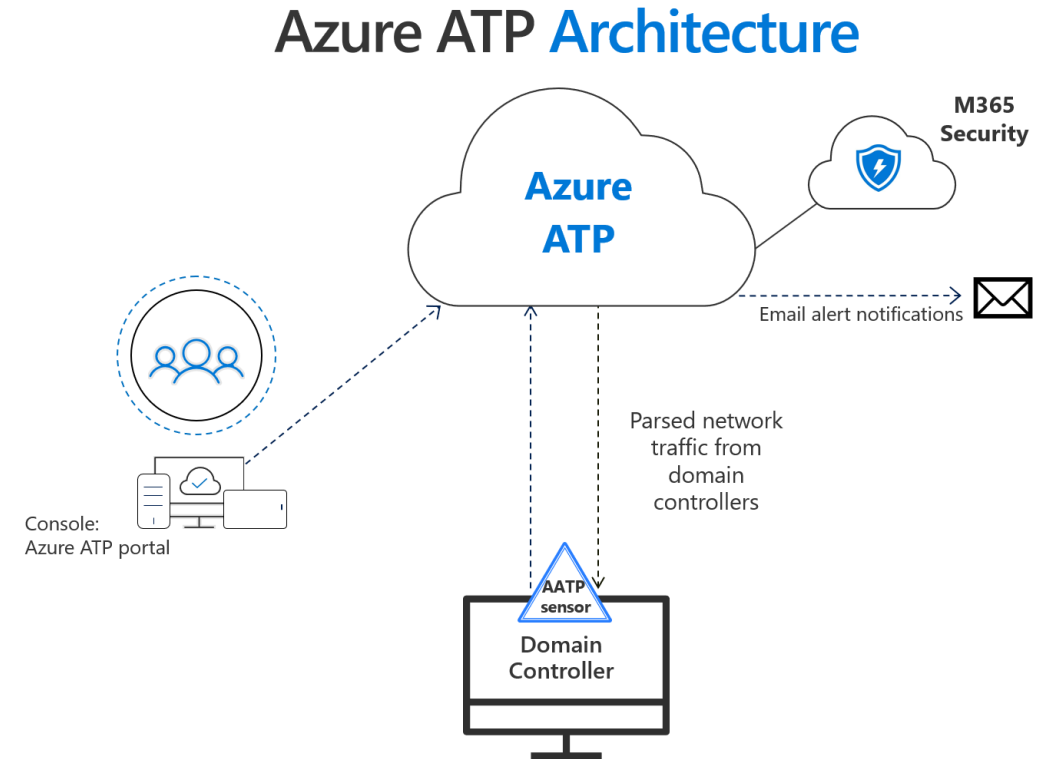 Azure ATP Architecture
M365
Security
Azure
ATP
Email alert notifications
Parsed network
traffic from
domain
controllers
Console:
Azure ATP portal
AATP
sensor
Domain
Controller